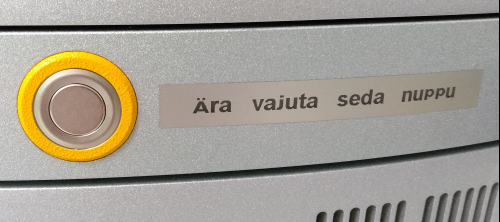 Ära vajuta seda nuppu